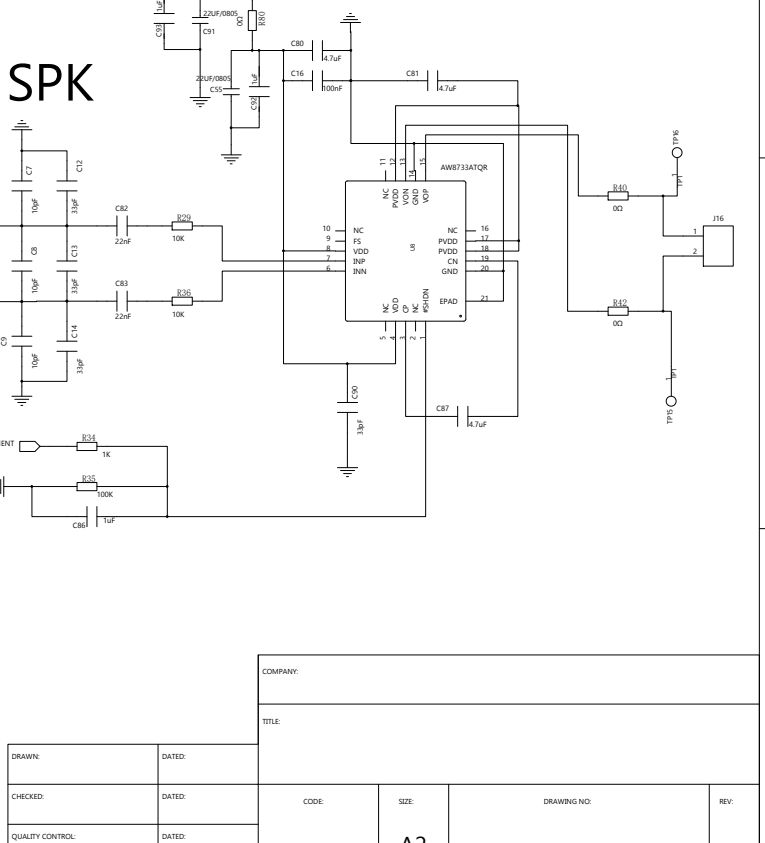 1uF
C93
22UF/0805
C91
0Ω
R80
SPK
22UF/0805
C55
1uF
C92
C80
4.7uF
C16
100nF
C81
4.7uF
C7
10pF
C12
33pF
C8
10pF
C13
33pF
C9
10pF
C14
33pF
C82
22nF
R29
10K
C83
22nF
R36
10K
AW8733ATQR
U8
11
12
13
14
15
NC
PVDD
VON
GND
VOP
10 NC
9 FS
8 VDD
7 INP
6 INN
NC 16
PVDD 17
PVDD 18
CN 19
GND 20
EPAD 21
NC
VDD
CP
NC
#SHDN
5
4
3
2
1
TP16
1
TP1
R40
0Ω
J16
1
2
R42
0Ω
1
TP1
TP15
C90
33pF
C87
4.7uF
ENT
R34
1K
R35
100K
C86
1uF
COMPANY:
TITLE:
DRAWN:
DATED:
CHECKED:
DATED:
CODE:
SIZE:
DRAWING NO:
REV:
QUALITY CONTROL:
DATED:
A2